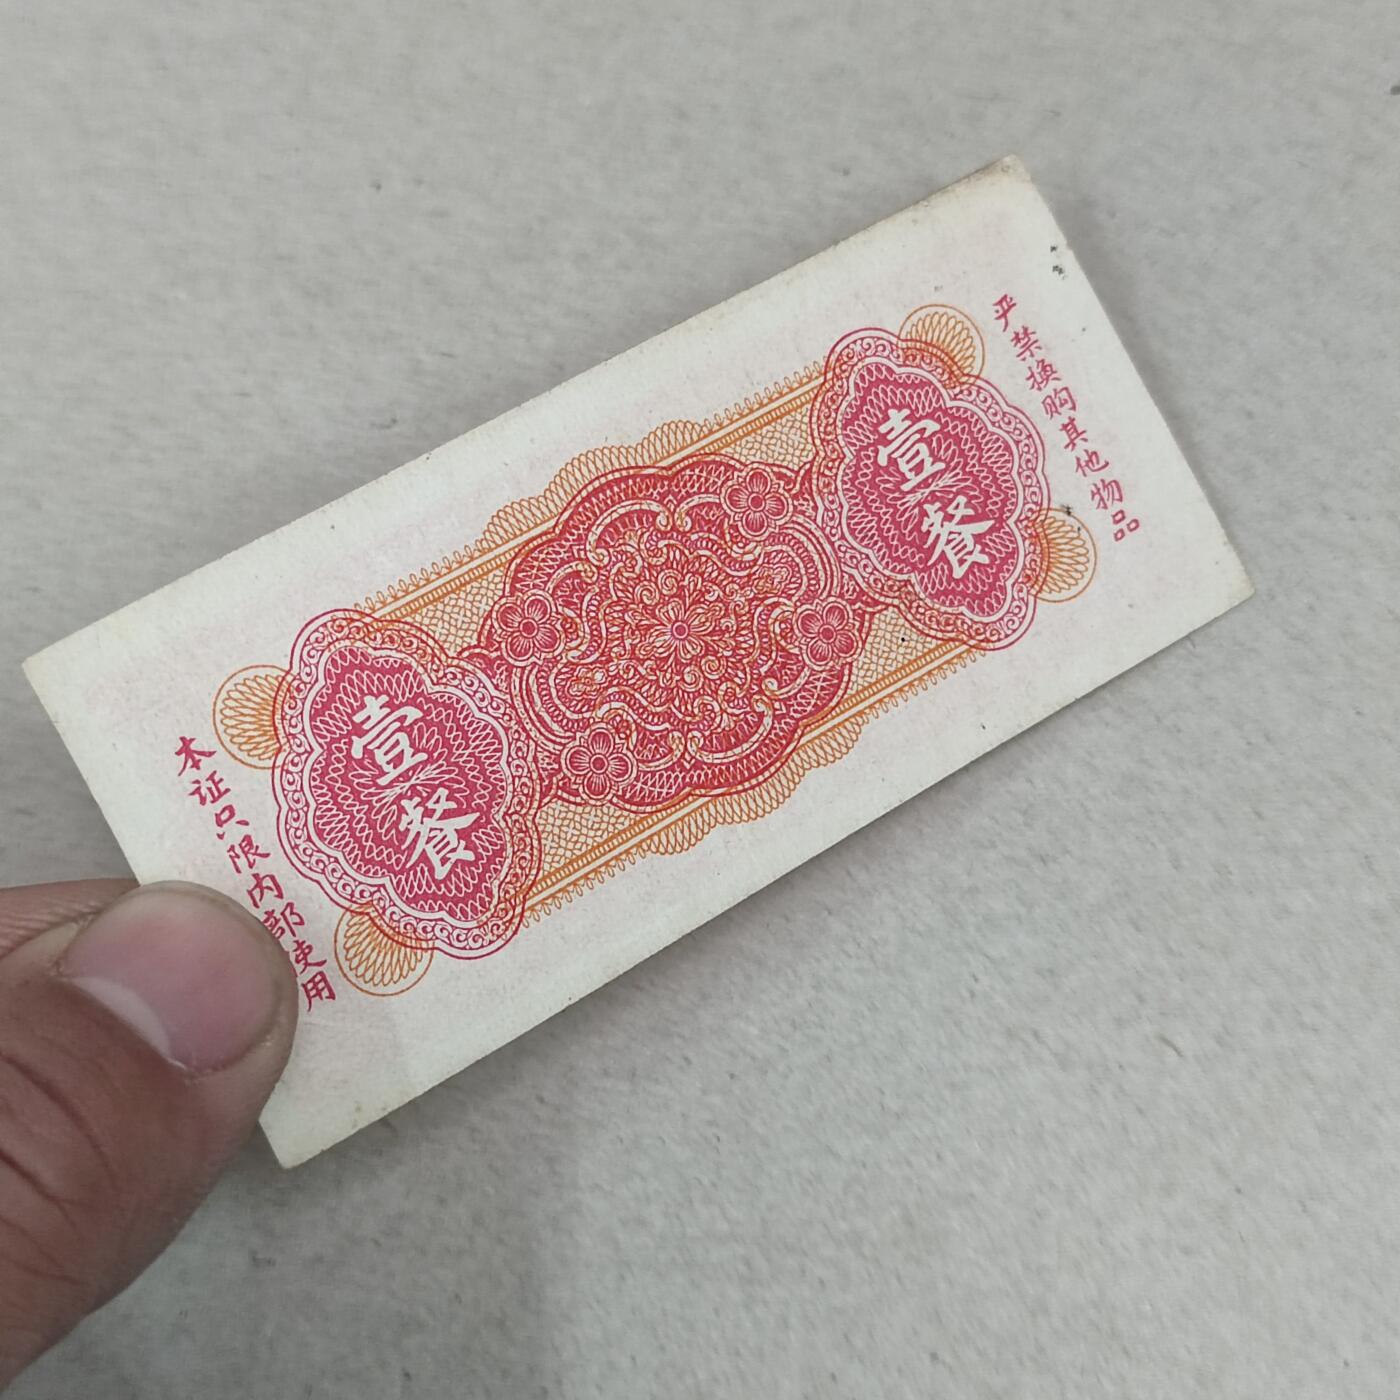 本证只限内部使用
壹餐
壹餐
严禁换购其他物品